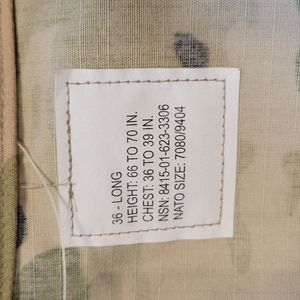 36 - LONG
HEIGHT: 66 TO 70 IN.
CHEST: 36 TO 39 IN.
NSN: 8415-01-623-3306
NATO SIZE: 7080/9404